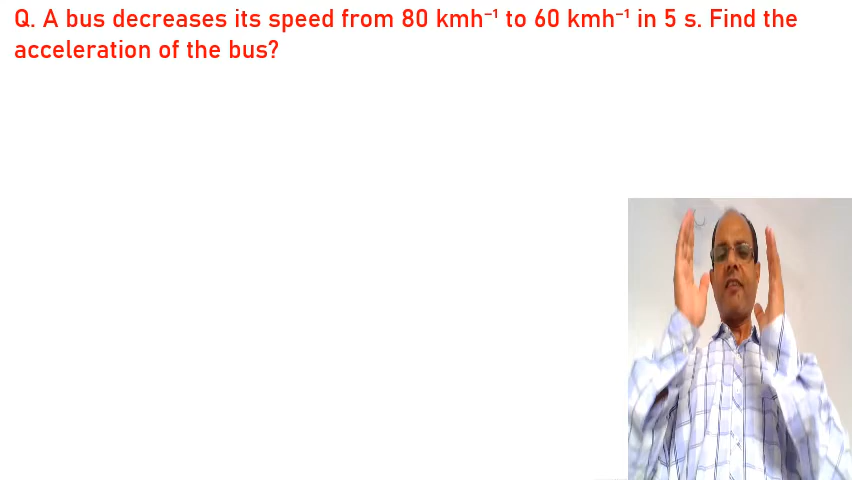 Q. A bus decreases its speed from 80 kmh⁻¹ to 60 kmh⁻¹ in 5 s. Find the
acceleration of the bus?